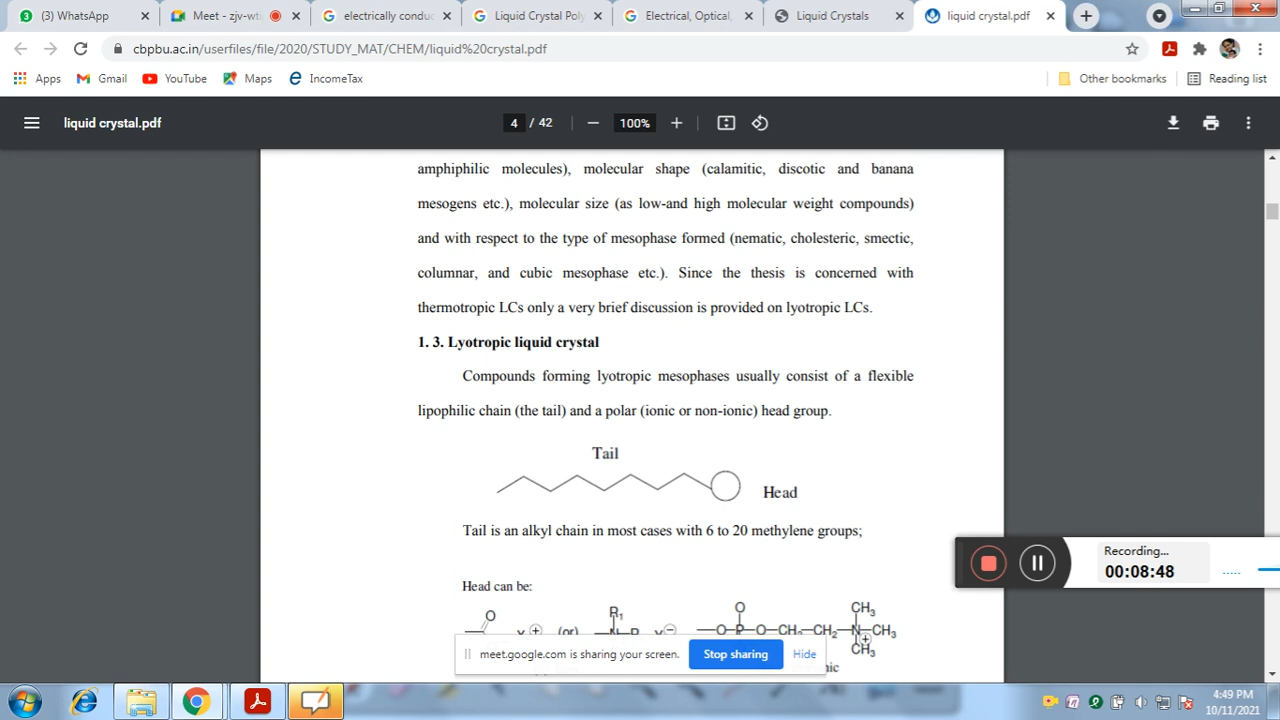 (3) WhatsApp
Meet - zjv-wti
electrically conduc
Liquid Crystal Poly
Electrical, Optical,
Liquid Crystals
liquid crystal.pdf
cbpbu.ac.in/userfiles/file/2020/STUDY_MAT/CHEM/liquid%20crystal.pdf
Apps
Gmail
YouTube
Maps
IncomeTax
Other bookmarks
Reading list
liquid crystal.pdf
4 / 42
100%
amphiphilic molecules), molecular shape (calamitic, discotic and banana
mesogens etc.), molecular size (as low-and high molecular weight compounds)
and with respect to the type of mesophase formed (nematic, cholesteric, smectic,
columnar, and cubic mesophase etc.). Since the thesis is concerned with
thermotropic LCs only a very brief discussion is provided on lyotropic LCs.
1. 3. Lyotropic liquid crystal
Compounds forming lyotropic mesophases usually consist of a flexible
lipophilic chain (the tail) and a polar (ionic or non-ionic) head group.
Tail
Head
Tail is an alkyl chain in most cases with 6 to 20 methylene groups;
Recording...
00:08:48
Head can be:
O
R1
O
CH3
(or)
N R
O P O CH2 CH2 N CH3
CH3
meet.google.com is sharing your screen.
Stop sharing
Hide
4:49 PM
10/11/2021